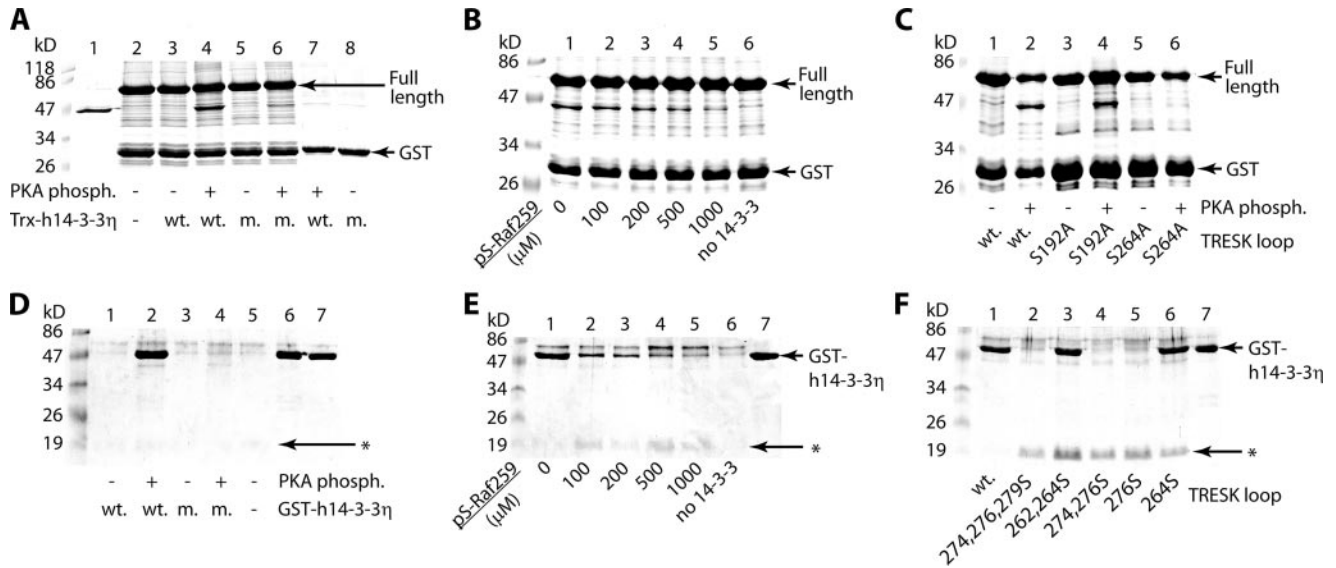 A
kD
1 2 3 4 5 6 7 8
118
86
47
34
26
Full
length
GST
PKA phosph. - - + - + + -
Trx-h14-3-3η - wt. wt. m. m. wt. m.
B
kD
1 2 3 4 5 6
86
47
34
26
Full
length
GST
pS-Raf259
(μM)
0 100 200 500 1000 no 14-3-3
C
kD
1 2 3 4 5 6
86
47
34
26
Full
length
GST
- + - + - + PKA phosph.
wt. wt. S192A S192A S264A S264A TRESK loop
D
kD
1 2 3 4 5 6 7
86
47
34
26
19
*
- + - + - PKA phosph.
wt. wt. m. m. - GST-h14-3-3η
E
kD
1 2 3 4 5 6 7
86
47
34
26
19
GST-
h14-3-3η
*
pS-Raf259
(μM)
0 100 200 500 1000 no 14-3-3
F
kD
1 2 3 4 5 6 7
86
47
34
26
19
GST-
h14-3-3η
*
wt. 274,276,279S 262,264S 274,276S 276S 264S TRESK loop